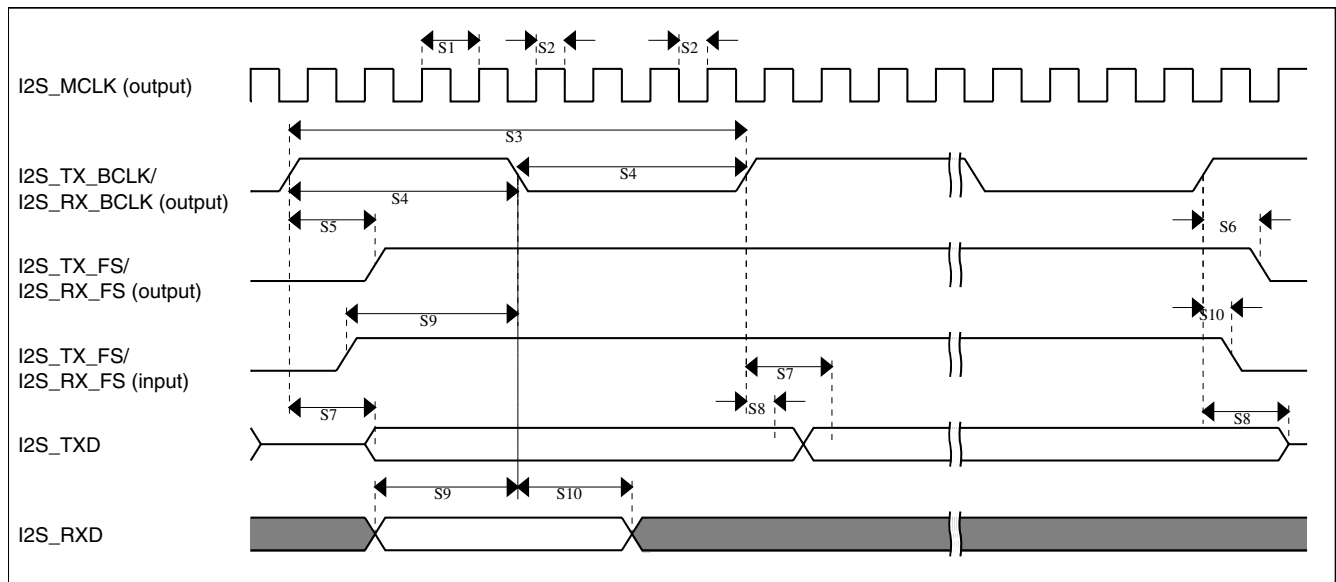 S1 S2 S2
I2S_MCLK (output)
S3
I2S_TX_BCLK/
I2S_RX_BCLK (output)
S4
S4
S5 S6
I2S_TX_FS/
I2S_RX_FS (output)
S9 S10
I2S_TX_FS/
I2S_RX_FS (input)
S7
S7 S8 S8
I2S_TXD
S9 S10
I2S_RXD